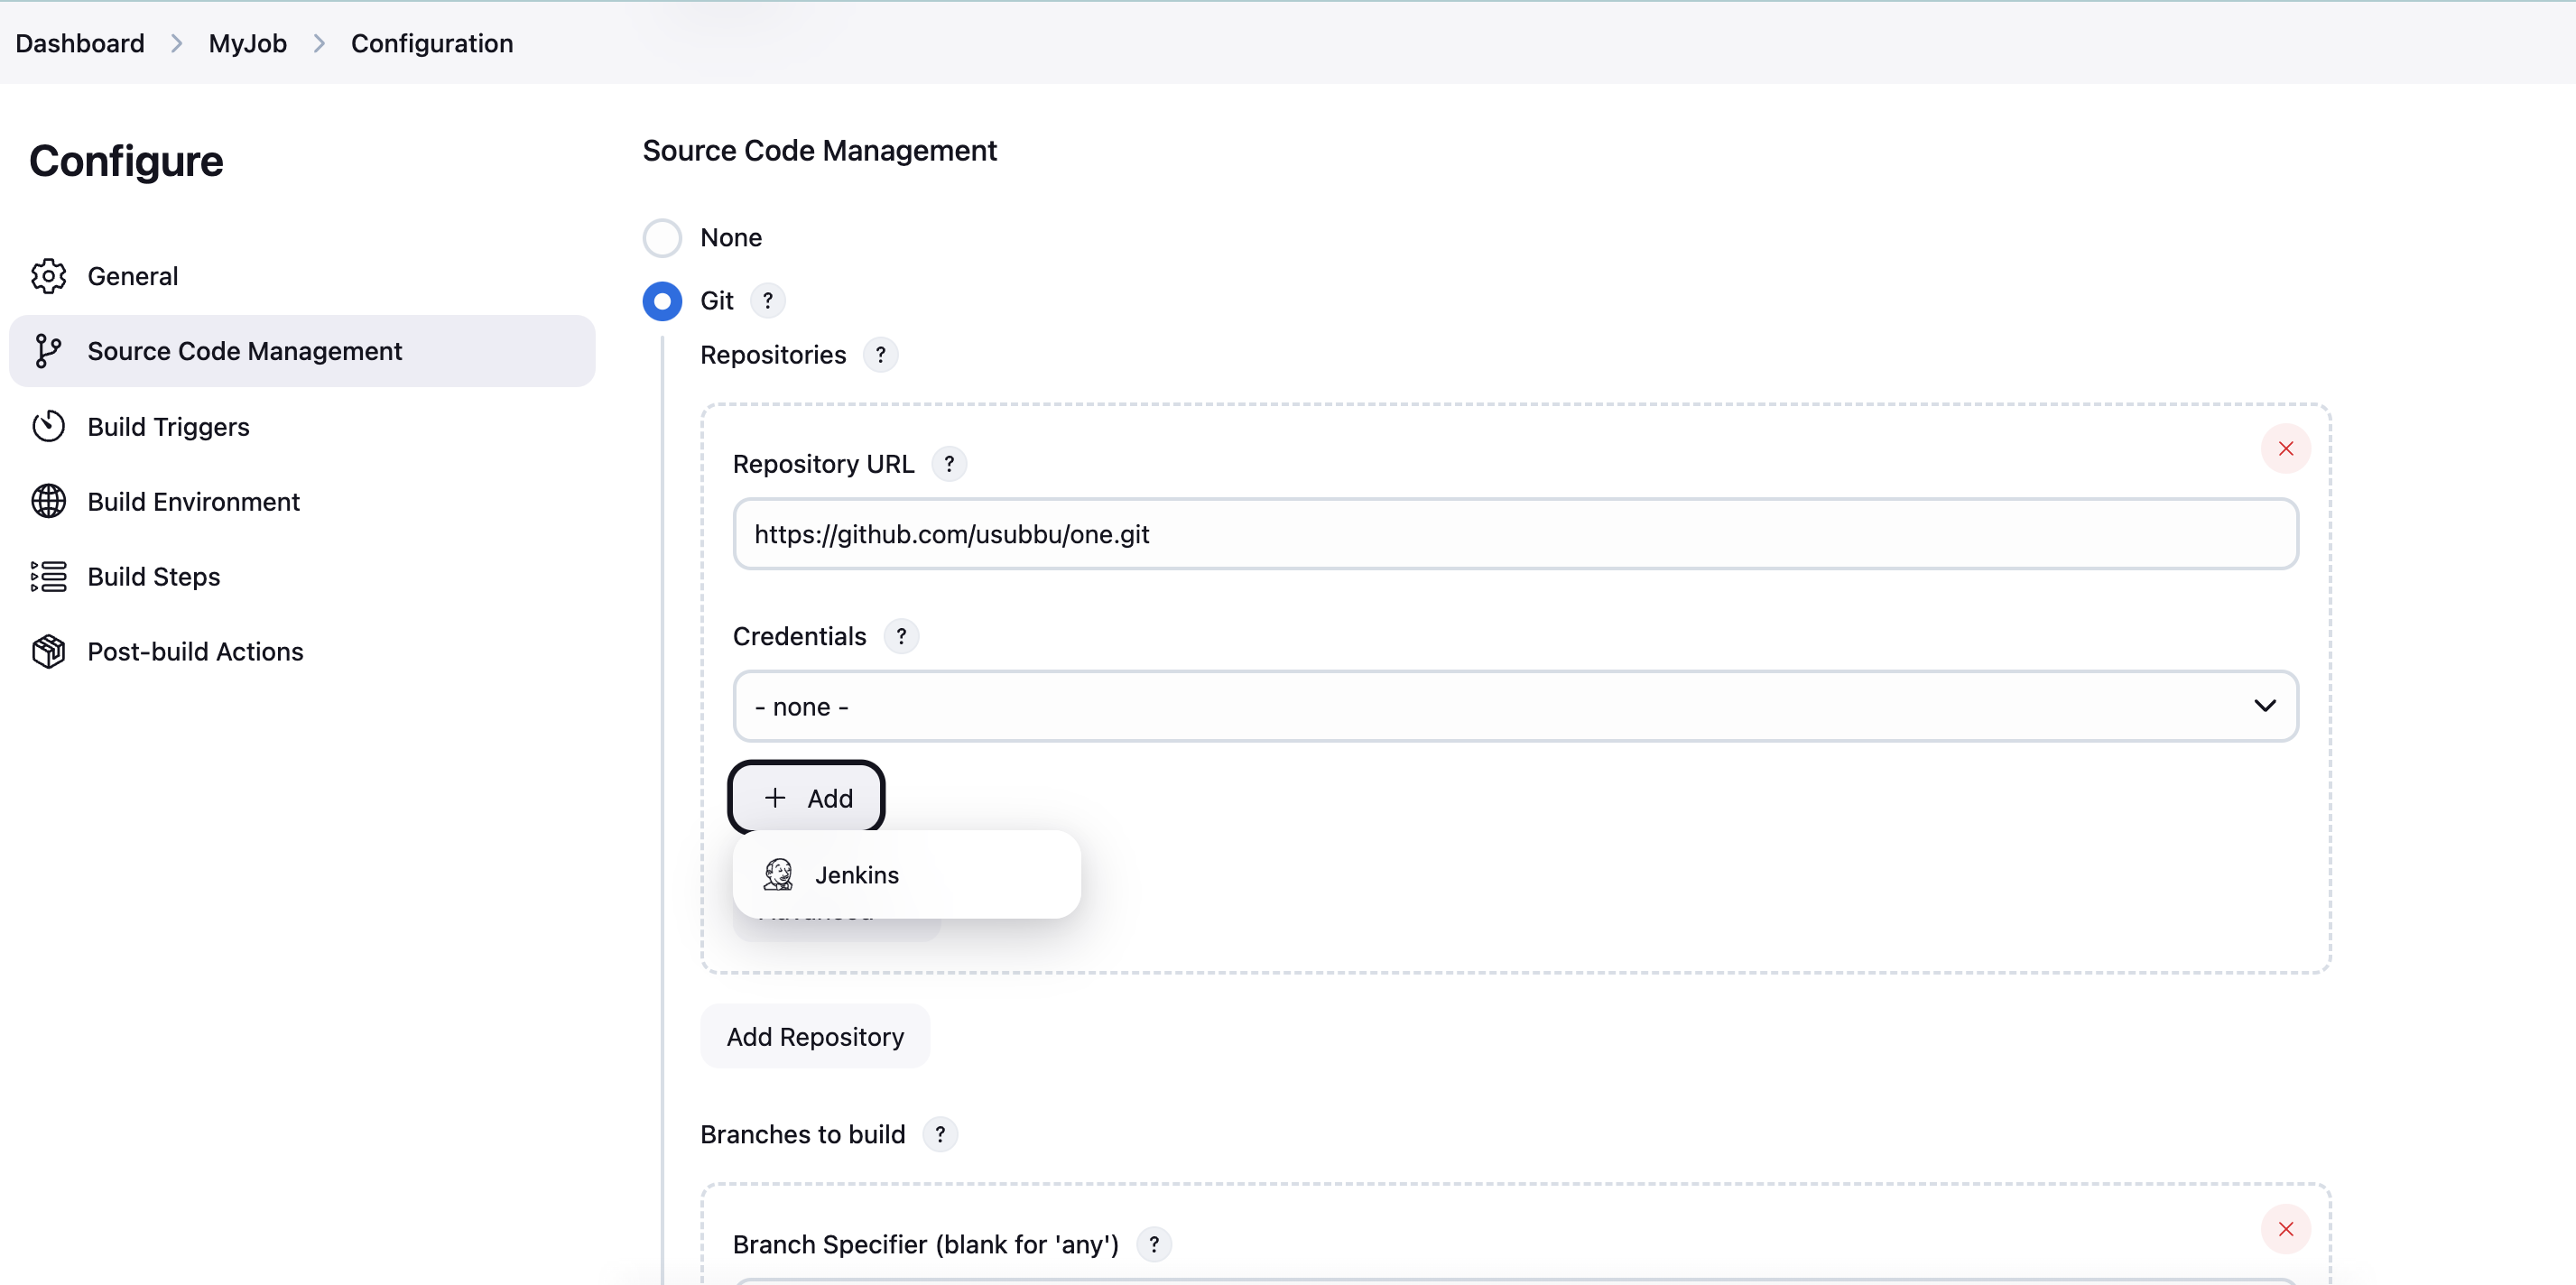 Dashboard > MyJob > Configuration
Configure
General
Source Code Management
Build Triggers
Build Environment
Build Steps
Post-build Actions
Source Code Management
None
Git ?
Repositories ?
Repository URL ?
https://github.com/usubbu/one.git
Credentials ?
- none -
+ Add
Jenkins
Add Repository
Branches to build ?
Branch Specifier (blank for 'any') ?